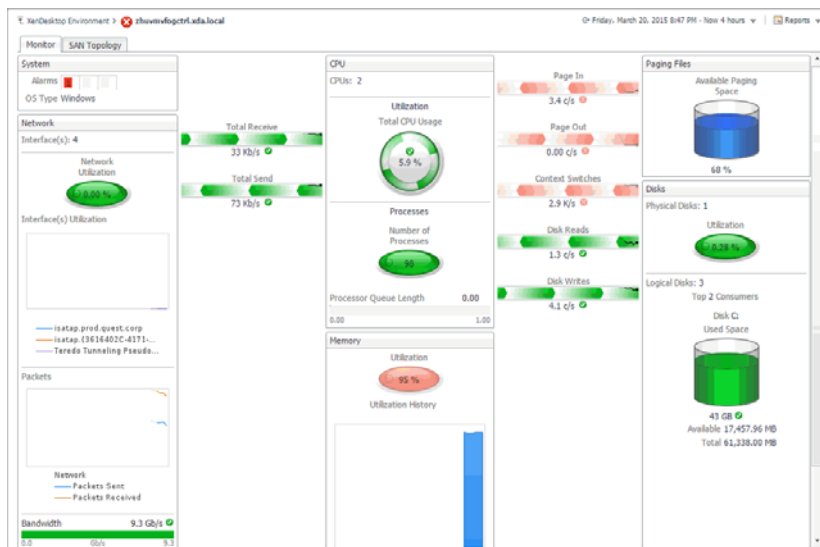 XenDesktop Environment > zhuvmvfogctrl.xda.local
Friday, March 20, 2015 8:47 PM - Now 4 hours
Reports
Monitor
SAN Topology
System
Alarms 1
OS Type Windows
Network
Interface(s): 4
Network
Utilization
0.00 %
Interface(s) Utilization
isatap.prod.quest.corp
isatap.{3616402C-4171-...
Teredo Tunneling Pseudo...
Packets
Network
Packets Sent
Packets Received
Bandwidth 9.3 Gb/s
0.0 Gb/s 9.3
Total Receive
33 Kb/s
Total Send
73 Kb/s
CPU
CPUs: 2
Utilization
Total CPU Usage
5.9 %
Processes
Number of
Processes
90
Processor Queue Length 0.00
0.00 1.00
Memory
Utilization
95 %
Utilization History
Page In
3.4 c/s
Page Out
0.00 c/s
Context Switches
2.9 K/s
Disk Reads
1.3 c/s
Disk Writes
4.1 c/s
Paging Files
Available Paging
Space
68 %
Disks
Physical Disks: 1
Utilization
0.28 %
Logical Disks: 3
Top 2 Consumers
Disk C:
Used Space
43 GB
Available 17,457.96 MB
Total 61,338.00 MB